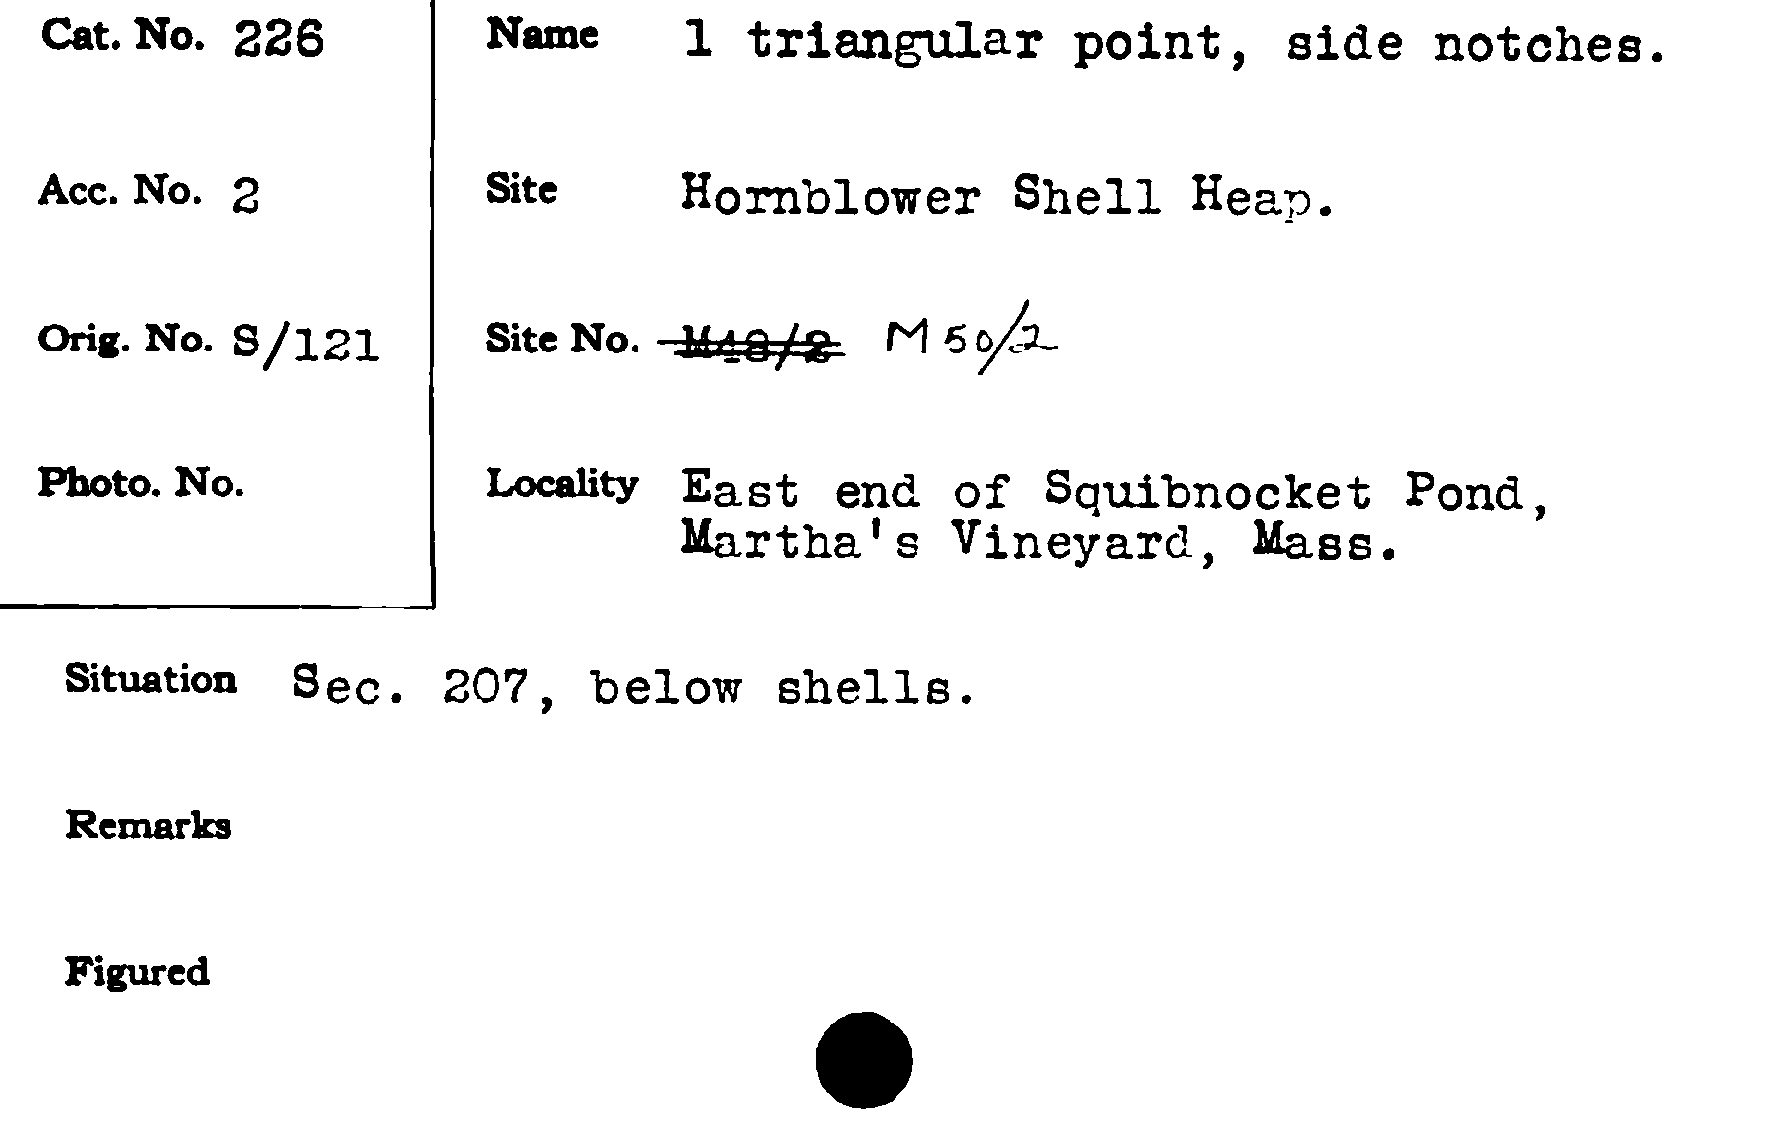 Cat. No. 226
Name 1 triangular point, side notches.
Acc. No. 2
Site Hornblower Shell Heap.
Orig. No. S/121
Site No. M48/2 M50/2
Photo. No.
Locality East end of Squibnocket Pond,
Martha's Vineyard, Mass.
Situation Sec. 207, below shells.
Remarks
Figured